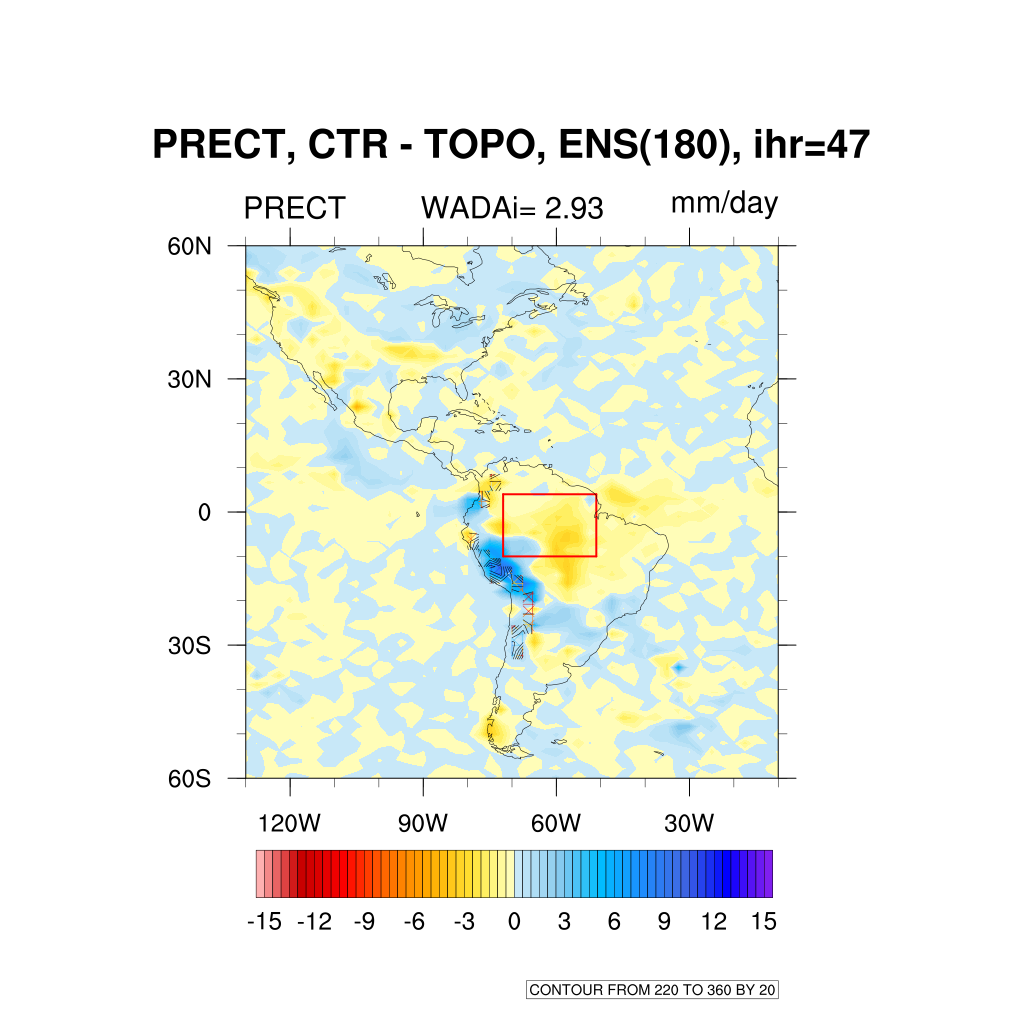 PRECT, CTR - TOPO, ENS(180), ihr=47
PRECT WADAi= 2.93 mm/day
60N
30N
0
30S
60S
120W 90W 60W 30W
-15 -12 -9 -6 -3 0 3 6 9 12 15
CONTOUR FROM 220 TO 360 BY 20